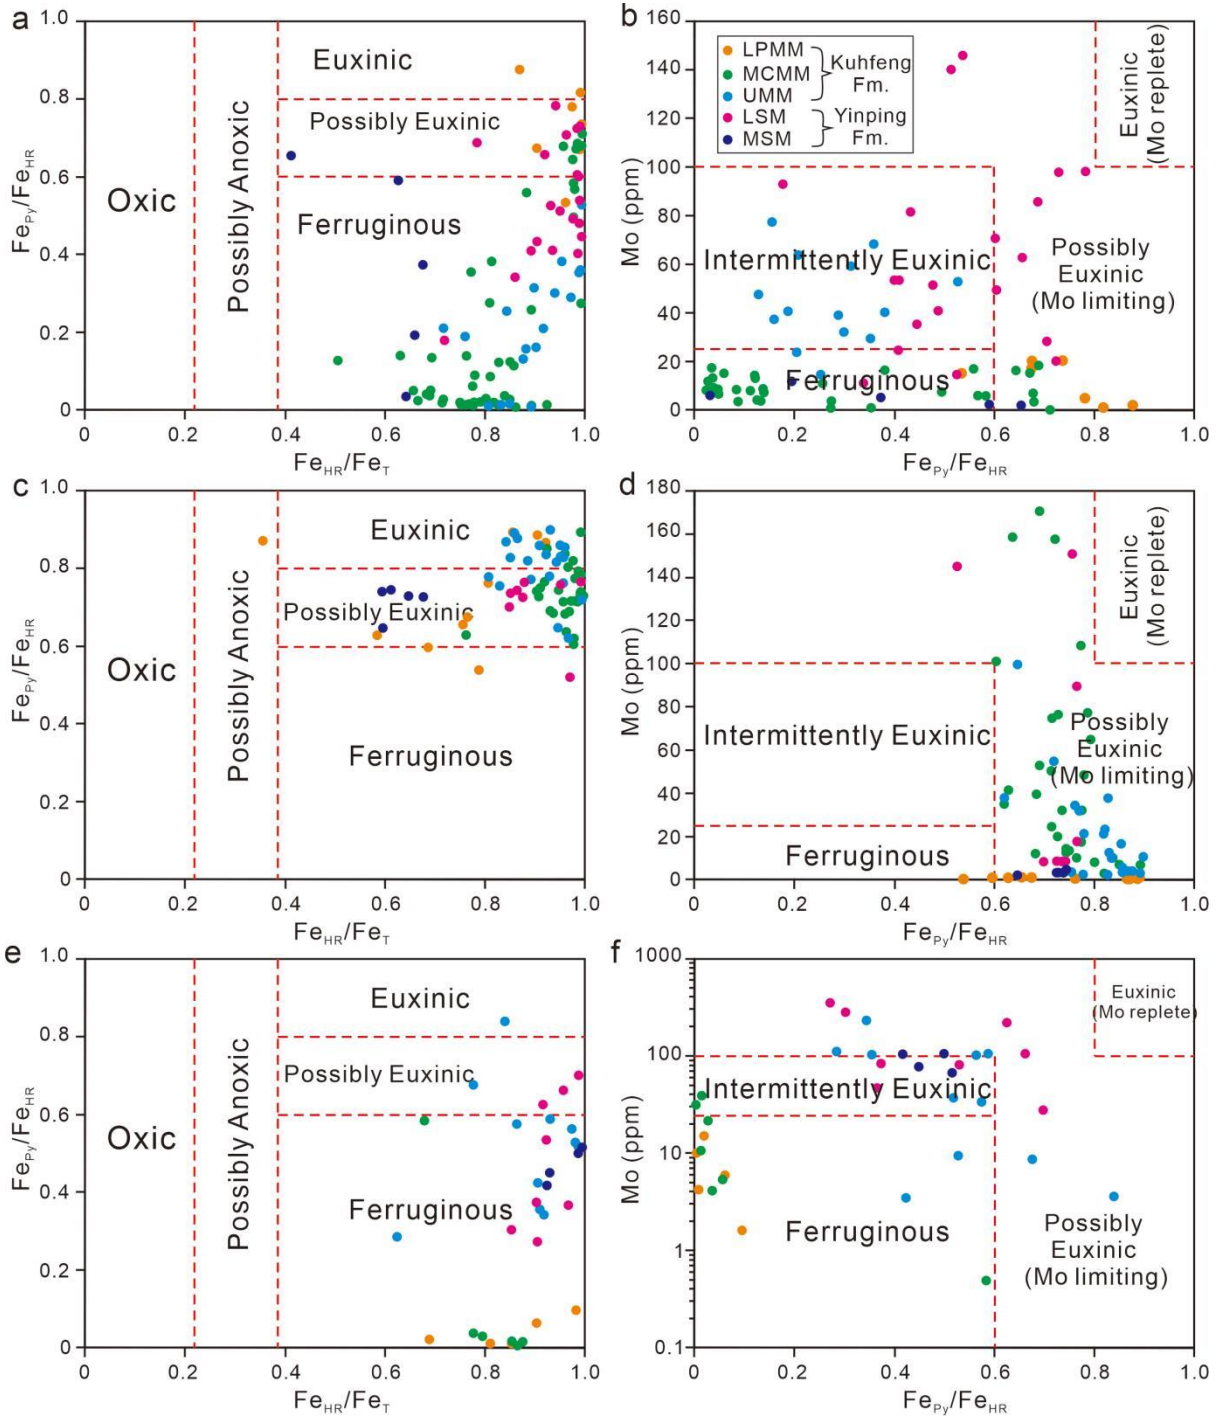 a
1.0
0.8
0.6
0.4
0.2
0
Fe_Py/Fe_HR
Euxinic
Possibly Euxinic
Oxic
Possibly Anoxic
Ferruginous
0
0.2
0.4
0.6
0.8
1.0
Fe_HR/Fe_T
b
160
140
120
100
80
60
40
20
0
Mo (ppm)
LPMM
MCMM
UMM
LSM
MSM
Kuhfeng
Fm.
Yinping
Fm.
Euxinic
(Mo replete)
Intermittently Euxinic
Possibly
Euxinic
(Mo limiting)
Ferruginous
0
0.2
0.4
0.6
0.8
1.0
Fe_Py/Fe_HR
c
1.0
0.8
0.6
0.4
0.2
0
Fe_Py/Fe_HR
Euxinic
Possibly Euxinic
Oxic
Possibly Anoxic
Ferruginous
0
0.2
0.4
0.6
0.8
1.0
Fe_HR/Fe_T
d
180
160
140
120
100
80
60
40
20
0
Mo (ppm)
Euxinic
(Mo replete)
Intermittently Euxinic
Possibly
Euxinic
(Mo limiting)
Ferruginous
0
0.2
0.4
0.6
0.8
1.0
Fe_Py/Fe_HR
e
1.0
0.8
0.6
0.4
0.2
0
Fe_Py/Fe_HR
Euxinic
Possibly Euxinic
Oxic
Possibly Anoxic
Ferruginous
0
0.2
0.4
0.6
0.8
1.0
Fe_HR/Fe_T
f
1000
100
10
1
0.1
Mo (ppm)
Euxinic
(Mo replete)
Intermittently Euxinic
Ferruginous
Possibly
Euxinic
(Mo limiting)
0
0.2
0.4
0.6
0.8
1.0
Fe_Py/Fe_HR